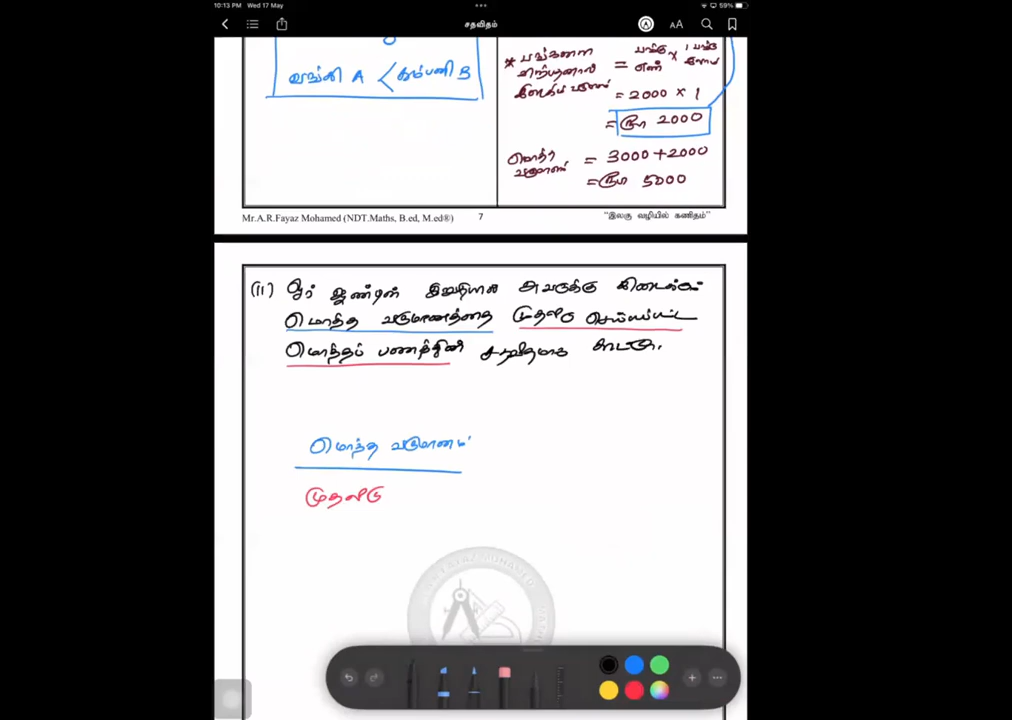 10:13 PM Wed 17 May
59%
சதவிதம்
AA
வங்கி A < கம்பனி B
* பங்குகளை
விற்பதனால்
= பங்கு எண் × 1 பங்கு
= 2000 × 1
= ரூபா 2000
மொத்த வருமானம் = 3000 + 2000
= ரூபா 5000
Mr.A.R.Fayaz Mohamed (NDT.Maths, B.ed, M.ed®) 7 "இலகு வழியில் கணிதம்"
(ii) ஓர் ஆண்டின் இறுதியில் அவருக்கு கிடைக்கும்
மொத்த வருமானத்தை முதலீடு செய்யப்பட்ட
மொத்தப் பணத்தின் சதவிதமாக காட்டுக.
மொத்த வருமானம்
முதலீடு